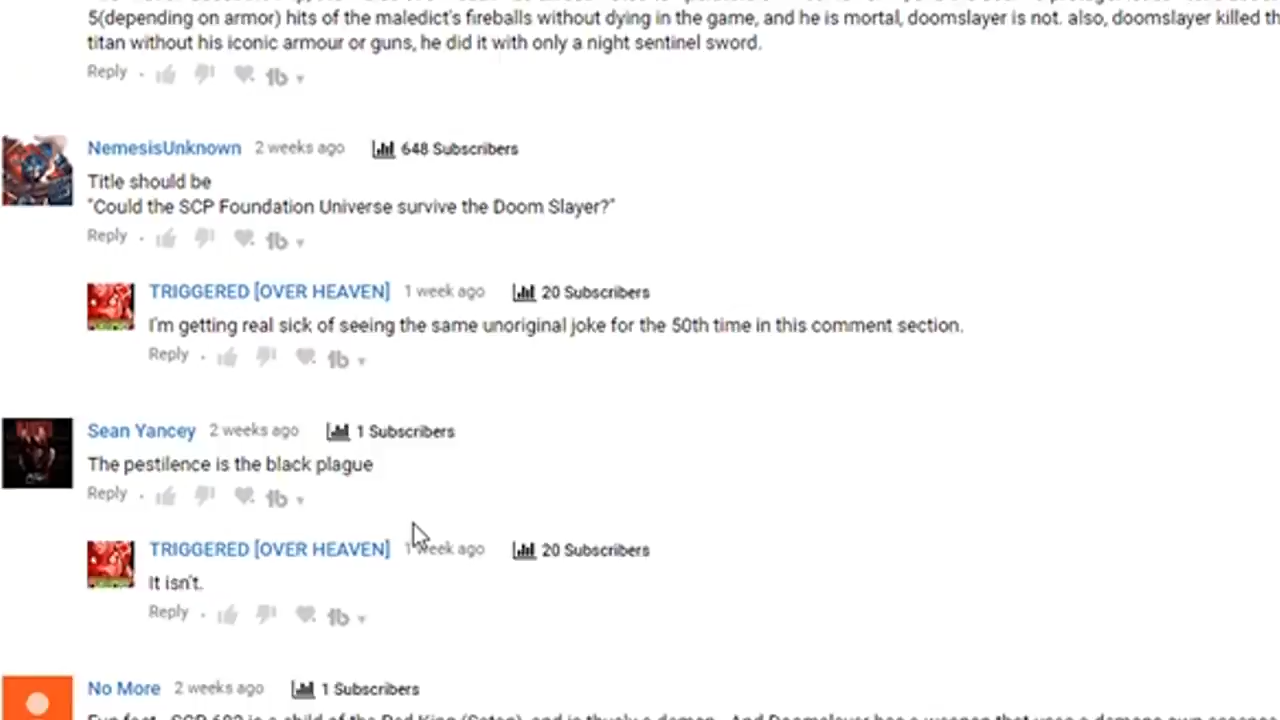 5(depending on armor) hits of the maledict's fireballs without dying in the game, and he is mortal, doomslayer is not. also, doomslayer killed
titan without his iconic armour or guns, he did it with only a night sentinel sword.
Reply
NemesisUnknown 2 weeks ago 648 Subscribers
Title should be
"Could the SCP Foundation Universe survive the Doom Slayer?"
Reply
TRIGGERED [OVER HEAVEN] 1 week ago 20 Subscribers
I'm getting real sick of seeing the same unoriginal joke for the 50th time in this comment section.
Reply
Sean Yancey 2 weeks ago 1 Subscribers
The pestilence is the black plague
Reply
TRIGGERED [OVER HEAVEN] 1 week ago 20 Subscribers
It isn't.
Reply
No More 2 weeks ago 1 Subscribers